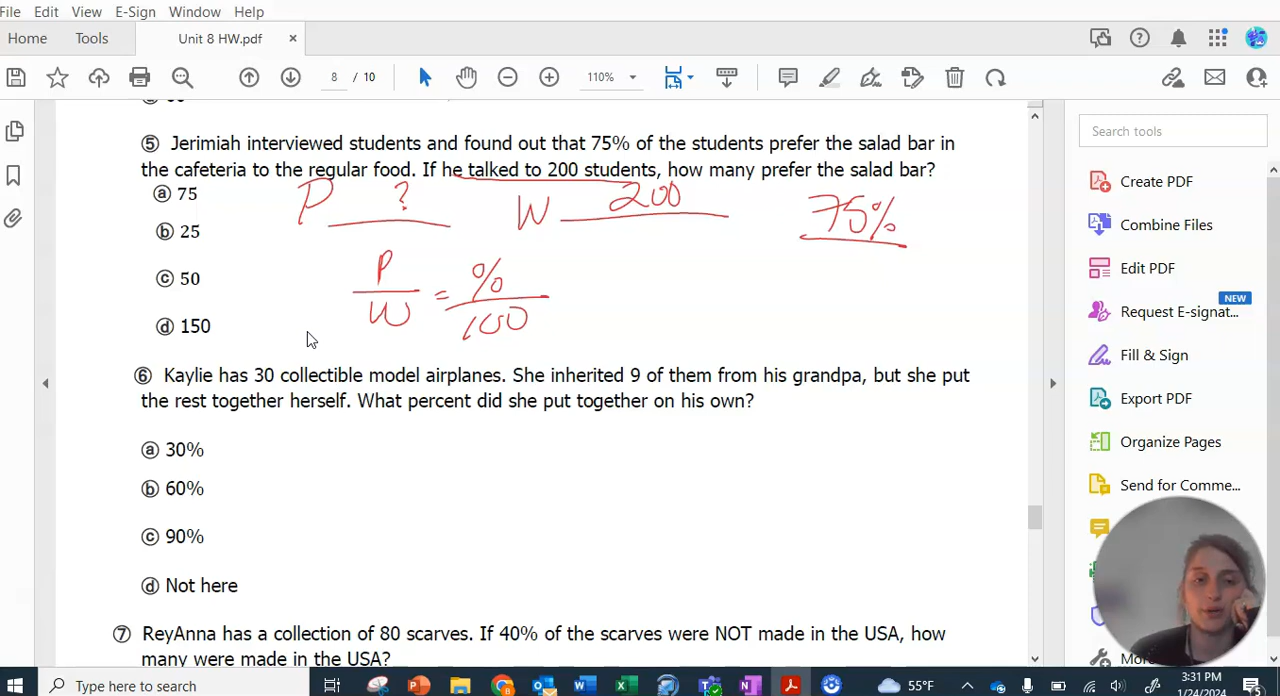 File Edit View E-Sign Window Help
Home Tools Unit 8 HW.pdf ×
8 / 10 110%
⑤ Jerimiah interviewed students and found out that 75% of the students prefer the salad bar in
the cafeteria to the regular food. If he talked to 200 students, how many prefer the salad bar?
ⓐ 75
P ? W 200 75%
ⓑ 25
P % 
W = 100
ⓒ 50
ⓓ 150
⑥ Kaylie has 30 collectible model airplanes. She inherited 9 of them from his grandpa, but she put
the rest together herself. What percent did she put together on his own?
ⓐ 30%
ⓑ 60%
ⓒ 90%
ⓓ Not here
⑦ ReyAnna has a collection of 80 scarves. If 40% of the scarves were NOT made in the USA, how
many were made in the USA?
Search tools
Create PDF
Combine Files
Edit PDF
NEW
Request E-signat...
Fill & Sign
Export PDF
Organize Pages
Send for Comme...
Type here to search
55°F
3:31 PM
1/24/2024